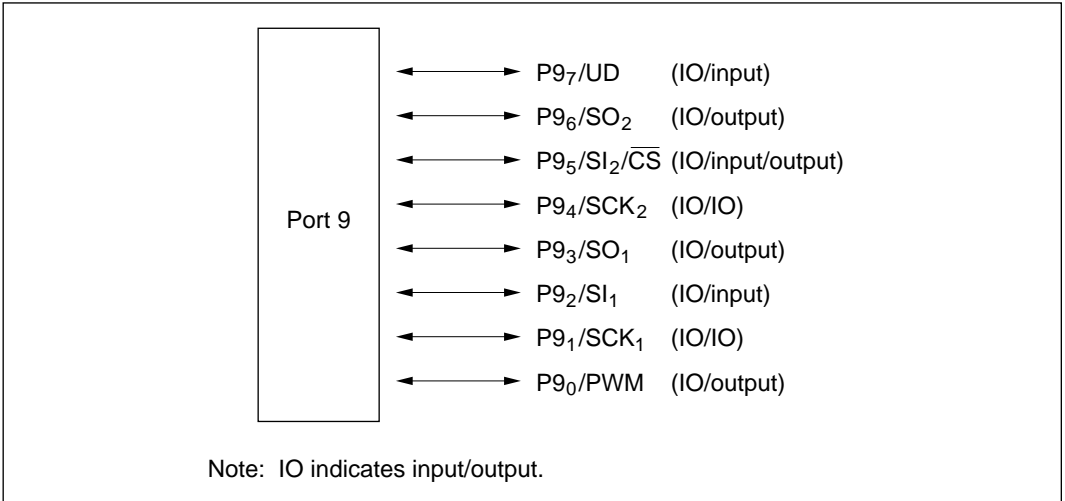 Port 9
P9₇/UD (IO/input)
P9₆/SO₂ (IO/output)
P9₅/SI₂/C̅S̅ (IO/input/output)
P9₄/SCK₂ (IO/IO)
P9₃/SO₁ (IO/output)
P9₂/SI₁ (IO/input)
P9₁/SCK₁ (IO/IO)
P9₀/PWM (IO/output)
Note: IO indicates input/output.